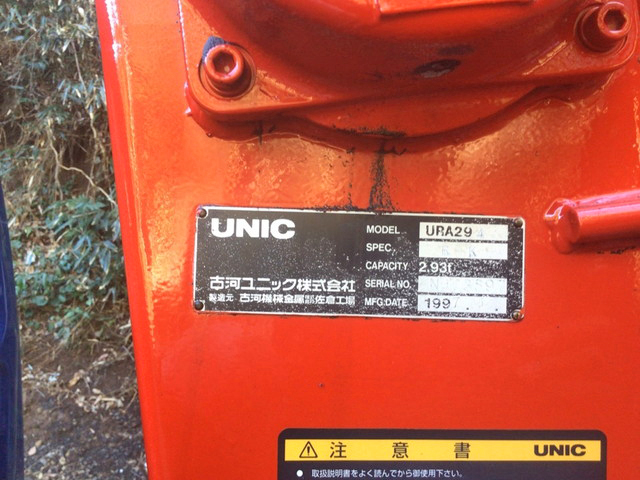 UNIC
MODEL URA29
SPEC,
CAPACITY 2.93t
SERIAL NO.
MFG.DATE 199
古河ユニック株式会社
製造元 古河機械金属株式会社佐倉工場
⚠注意書 UNIC
● 取扱説明書をよく読んでから御使用下さい。